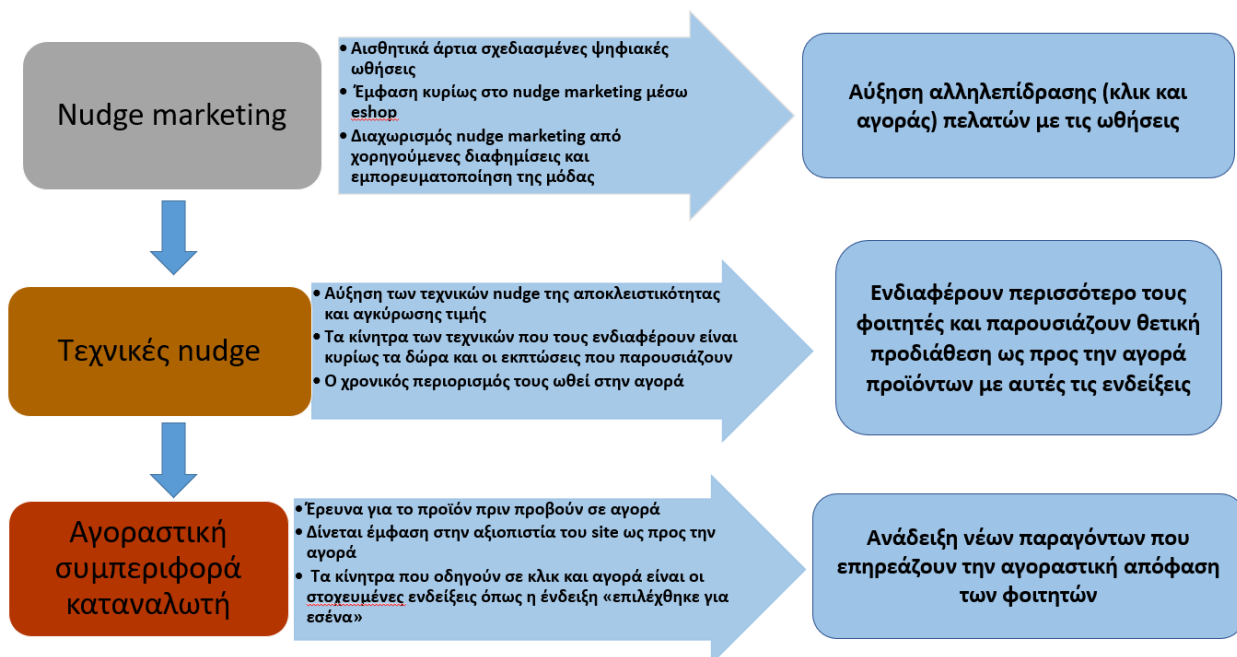 Nudge marketing
• Αισθητικά άρτια σχεδιασμένες ψηφιακές
ωθήσεις
• Έμφαση κυρίως στο nudge marketing μέσω
eshop
• Διαχωρισμός nudge marketing από
χορηγούμενες διαφημίσεις και
εμπορευματοποίηση της μόδας
Αύξηση αλληλεπίδρασης (κλικ και
αγοράς) πελατών με τις ωθήσεις
Τεχνικές nudge
• Αύξηση των τεχνικών nudge της αποκλειστικότητας
και αγκύρωσης τιμής
• Τα κίνητρα των τεχνικών που τους ενδιαφέρουν είναι
κυρίως τα δώρα και οι εκπτώσεις που παρουσιάζουν
• Ο χρονικός περιορισμός τους ωθεί στην αγορά
Ενδιαφέρουν περισσότερο τους
φοιτητές και παρουσιάζουν θετική
προδιάθεση ως προς την αγορά
προϊόντων με αυτές τις ενδείξεις
Αγοραστική
συμπεριφορά
καταναλωτή
• Έρευνα για το προϊόν πριν προβούν σε αγορά
• Δίνεται έμφαση στην αξιοπιστία του site ως προς την
αγορά
• Τα κίνητρα που οδηγούν σε κλικ και αγορά είναι οι
στοχευμένες ενδείξεις όπως η ένδειξη «επιλέχθηκε για
εσένα»
Ανάδειξη νέων παραγόντων που
επηρεάζουν την αγοραστική απόφαση
των φοιτητών